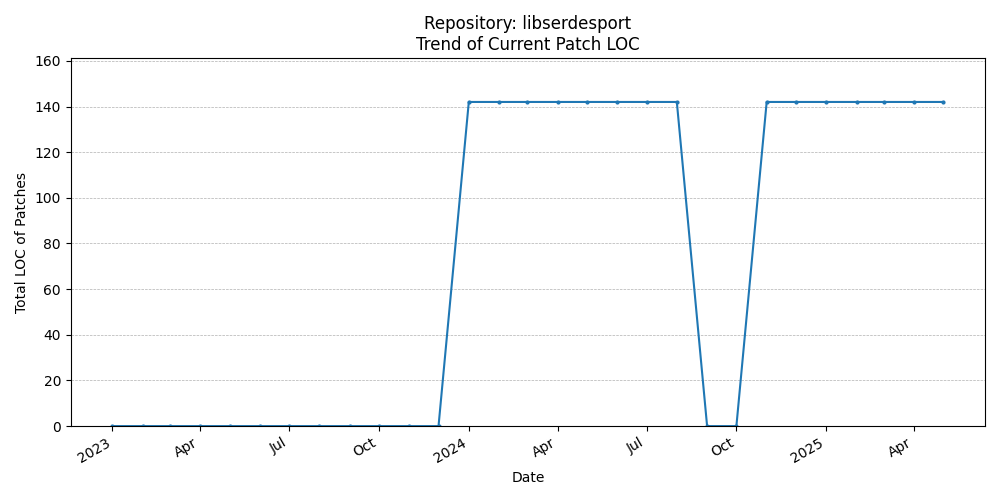 Repository: libserdesport
Trend of Current Patch LOC
Total LOC of Patches
160
140
120
100
80
60
40
20
0
2023
Apr
Jul
Oct
2024
Apr
Jul
Oct
2025
Apr
Date